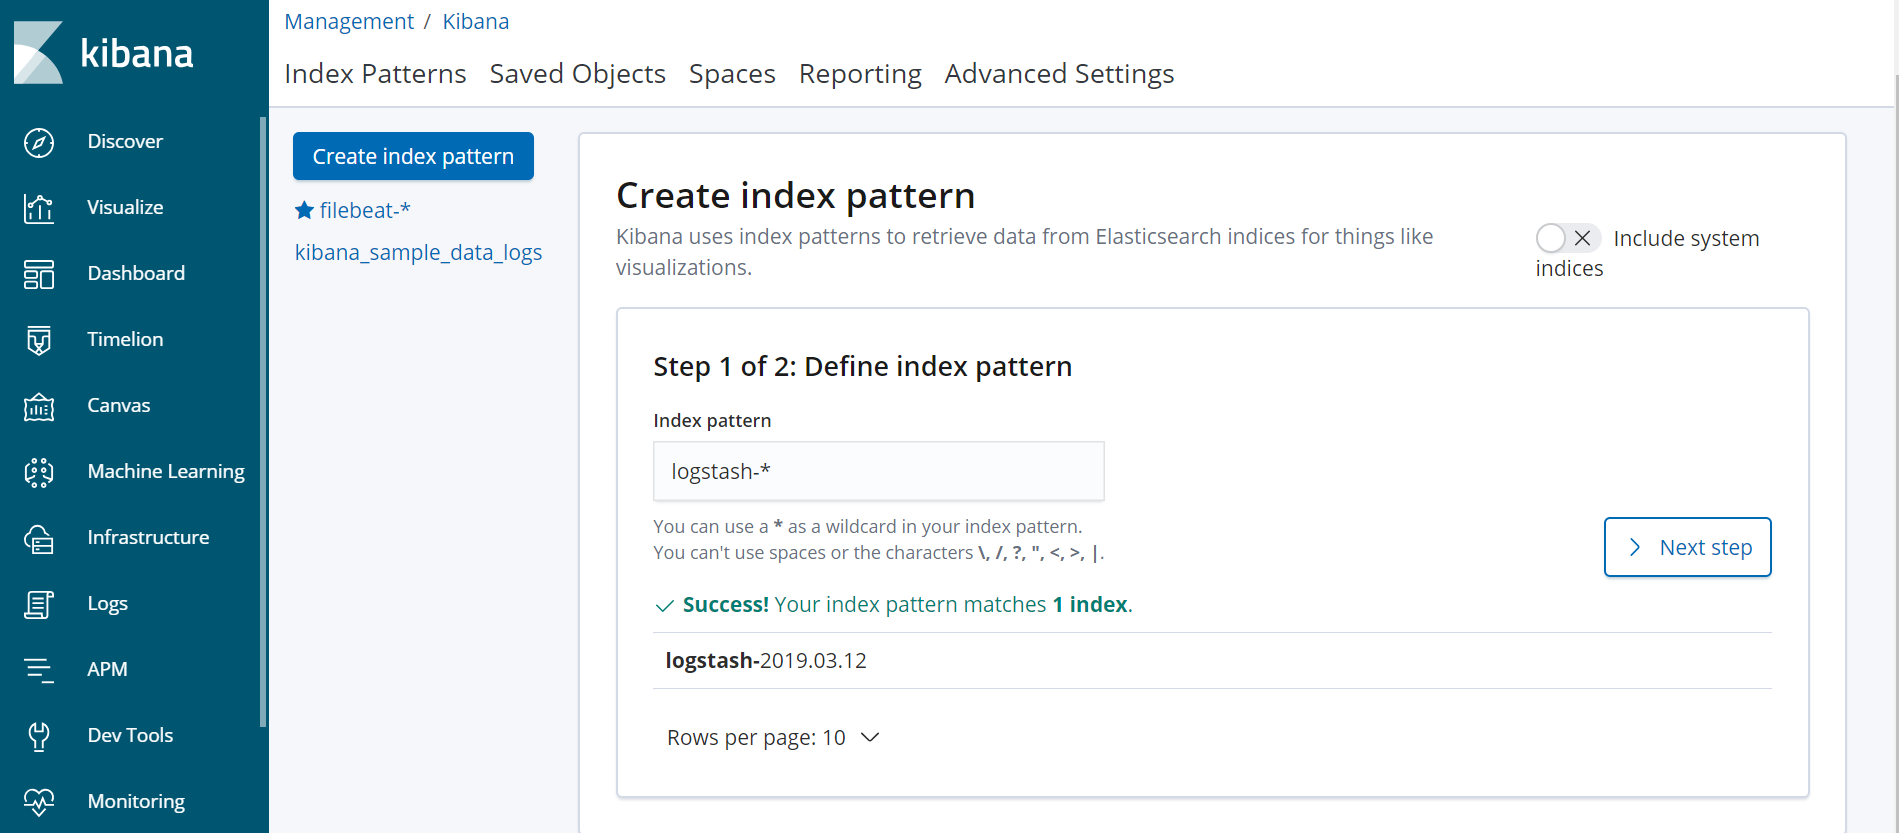 kibana
Discover
Visualize
Dashboard
Timelion
Canvas
Machine Learning
Infrastructure
Logs
APM
Dev Tools
Monitoring
Management / Kibana
Index Patterns Saved Objects Spaces Reporting Advanced Settings
Create index pattern
filebeat-*
kibana_sample_data_logs
Create index pattern
Kibana uses index patterns to retrieve data from Elasticsearch indices for things like
visualizations.
Include system
indices
Step 1 of 2: Define index pattern
Index pattern
logstash-*
You can use a * as a wildcard in your index pattern.
You can't use spaces or the characters \, /, ?, ", <, >, |.
Next step
Success! Your index pattern matches 1 index.
logstash-2019.03.12
Rows per page: 10